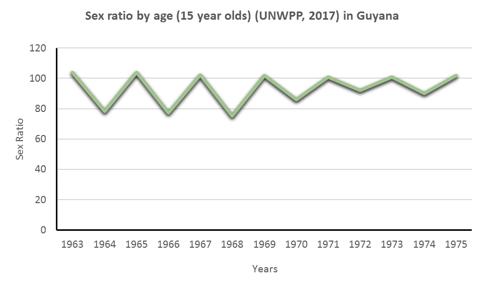 Sex ratio by age (15 year olds) (UNWPP, 2017) in Guyana
120
100
80
60
40
20
0
Sex Ratio
1963 1964 1965 1966 1967 1968 1969 1970 1971 1972 1973 1974 1975
Years